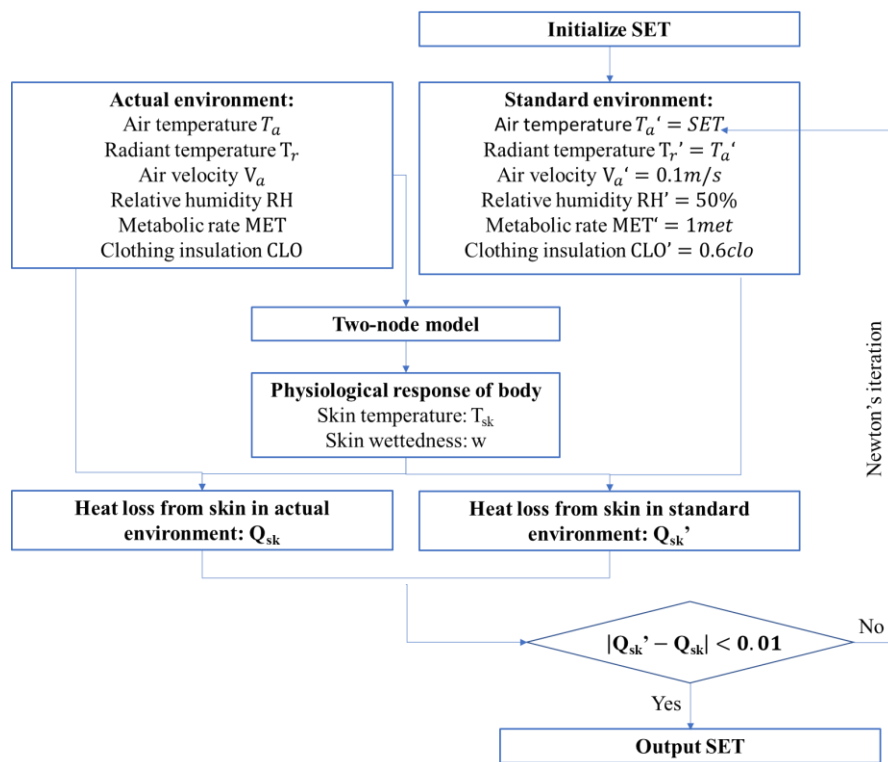 Initialize SET
Actual environment:
Air temperature Tₐ
Radiant temperature Tᵣ
Air velocity Vₐ
Relative humidity RH
Metabolic rate MET
Clothing insulation CLO
Standard environment:
Air temperature Tₐ‘ = SET
Radiant temperature Tᵣ’ = Tₐ‘
Air velocity Vₐ‘ = 0.1m/s
Relative humidity RH’ = 50%
Metabolic rate MET‘ = 1met
Clothing insulation CLO’ = 0.6clo
Two-node model
Physiological response of body
Skin temperature: Tsk
Skin wettedness: w
Newton’s iteration
Heat loss from skin in actual
environment: Qsk
Heat loss from skin in standard
environment: Qsk’
|Qsk’ − Qsk| < 0.01
No
Yes
Output SET